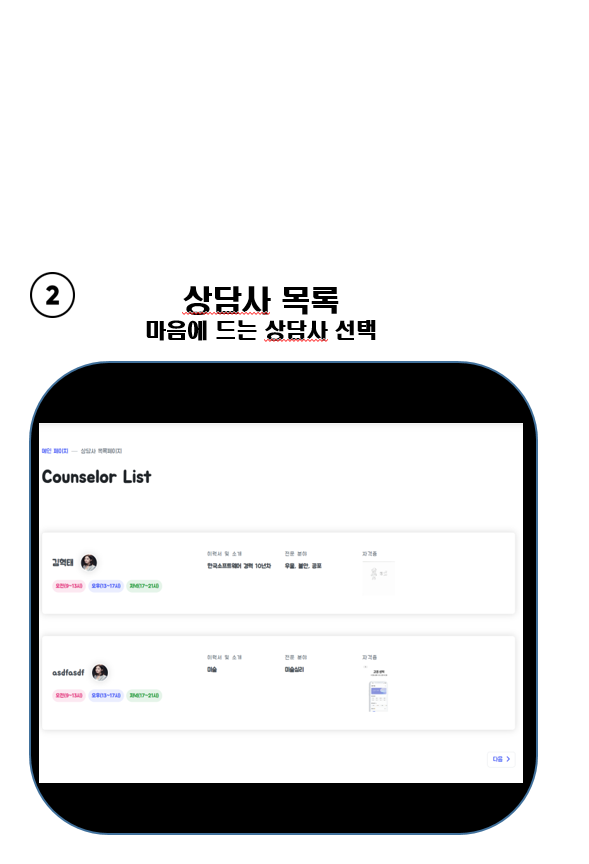 2
상담사 목록
마음에 드는 상담사 선택
메인 페이지 — 상담사 목록페이지
Counselor List
김혁태
이력서 및 소개
전문 분야
자격증
한국소프트웨어 경력 10년차
우울, 불안, 공포
오전(9~13시) 오후(13~17시) 저녁(17~21시)
asdfasdf
이력서 및 소개
전문 분야
자격증
미술
미술심리
오전(9~13시) 오후(13~17시) 저녁(17~21시)
다음 >